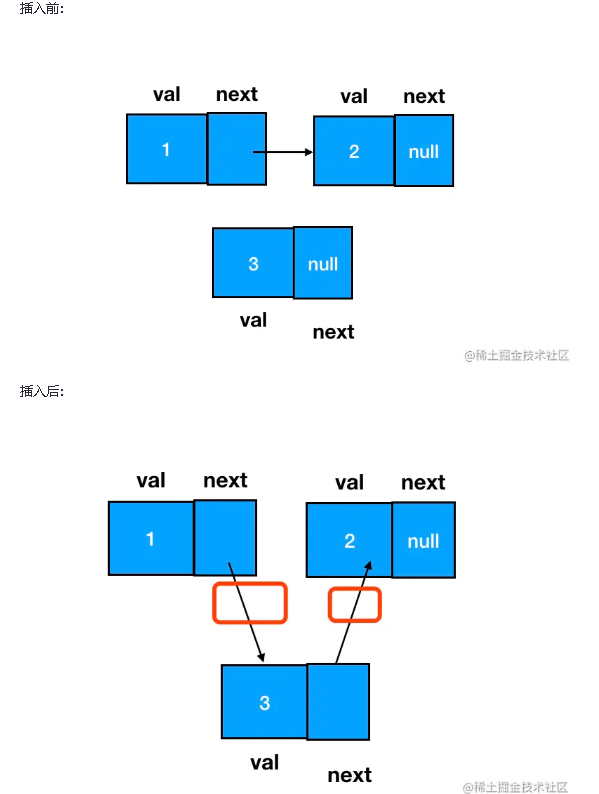 插入前:
val next val next
1 2 null
3 null
val
next
@稀土掘金技术社区
插入后:
val next val next
1 2 null
3
val
next
@稀土掘金技术社区